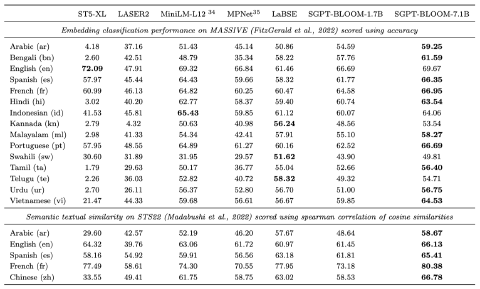 ST5-XL LASER2 MiniLM-L12 34 MPNet35 LaBSE SGPT-BLOOM-1.7B SGPT-BLOOM-7.1B
Embedding classification performance on MASSIVE (FitzGerald et al., 2022) scored using accuracy
Arabic (ar) 4.18 37.16 51.43 45.14 50.86 54.59 59.25
Bengali (bn) 2.60 42.51 48.79 35.34 58.22 57.76 61.59
English (en) 72.09 47.91 69.32 66.84 61.46 66.69 69.67
Spanish (es) 57.97 45.44 64.43 59.66 58.32 61.77 66.35
French (fr) 60.99 46.13 64.82 60.25 60.47 64.58 66.95
Hindi (hi) 3.02 40.20 62.77 58.37 59.40 60.74 63.54
Indonesian (id) 41.53 45.81 65.43 59.85 61.12 60.07 64.06
Kannada (kn) 2.79 4.32 50.63 40.98 56.24 48.56 53.54
Malayalam (ml) 2.98 41.33 54.34 42.41 57.91 55.10 58.27
Portuguese (pt) 57.95 48.55 64.89 61.27 60.16 62.52 66.69
Swahili (sw) 30.60 31.89 31.95 29.57 51.62 43.90 49.81
Tamil (ta) 1.79 29.63 50.17 36.77 55.04 52.66 56.40
Telugu (te) 2.26 36.03 52.82 40.72 58.32 49.32 54.71
Urdu (ur) 2.70 26.11 56.37 52.80 56.70 51.00 56.75
Vietnamese (vi) 21.47 44.33 59.68 56.61 56.67 59.85 64.53
Semantic textual similarity on STS22 (Madabushi et al., 2022) scored using spearman correlation of cosine similarities
Arabic (ar) 29.60 42.57 52.19 46.20 57.67 48.64 58.67
English (en) 64.32 39.76 63.06 61.72 60.97 61.45 66.13
Spanish (es) 58.16 54.92 59.91 56.56 63.18 61.81 65.41
French (fr) 77.49 58.61 74.30 70.55 77.95 73.18 80.38
Chinese (zh) 33.55 49.41 61.75 58.75 63.02 58.53 66.78